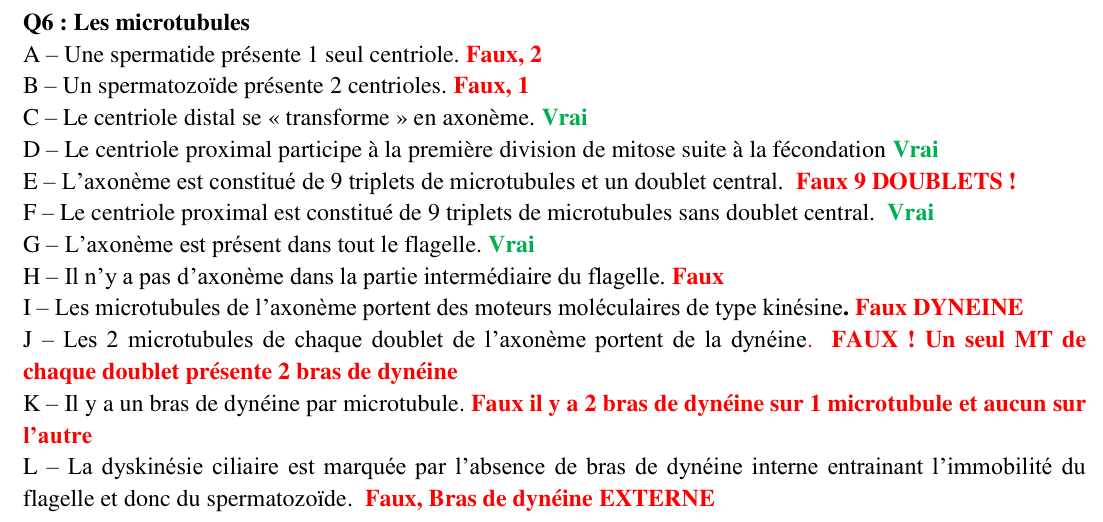 Q6 : Les microtubules
A – Une spermatide présente 1 seul centriole. Faux, 2
B – Un spermatozoïde présente 2 centrioles. Faux, 1
C – Le centriole distal se « transforme » en axonème. Vrai
D – Le centriole proximal participe à la première division de mitose suite à la fécondation Vrai
E – L’axonème est constitué de 9 triplets de microtubules et un doublet central. Faux 9 DOUBLETS !
F – Le centriole proximal est constitué de 9 triplets de microtubules sans doublet central. Vrai
G – L’axonème est présent dans tout le flagelle. Vrai
H – Il n’y a pas d’axonème dans la partie intermédiaire du flagelle. Faux
I – Les microtubules de l’axonème portent des moteurs moléculaires de type kinésine. Faux DYNEINE
J – Les 2 microtubules de chaque doublet de l’axonème portent de la dynéine. FAUX ! Un seul MT de
chaque doublet présente 2 bras de dynéine
K – Il y a un bras de dynéine par microtubule. Faux il y a 2 bras de dynéine sur 1 microtubule et aucun sur
l’autre
L – La dyskinésie ciliaire est marquée par l’absence de bras de dynéine interne entrainant l’immobilité du
flagelle et donc du spermatozoïde. Faux, Bras de dynéine EXTERNE